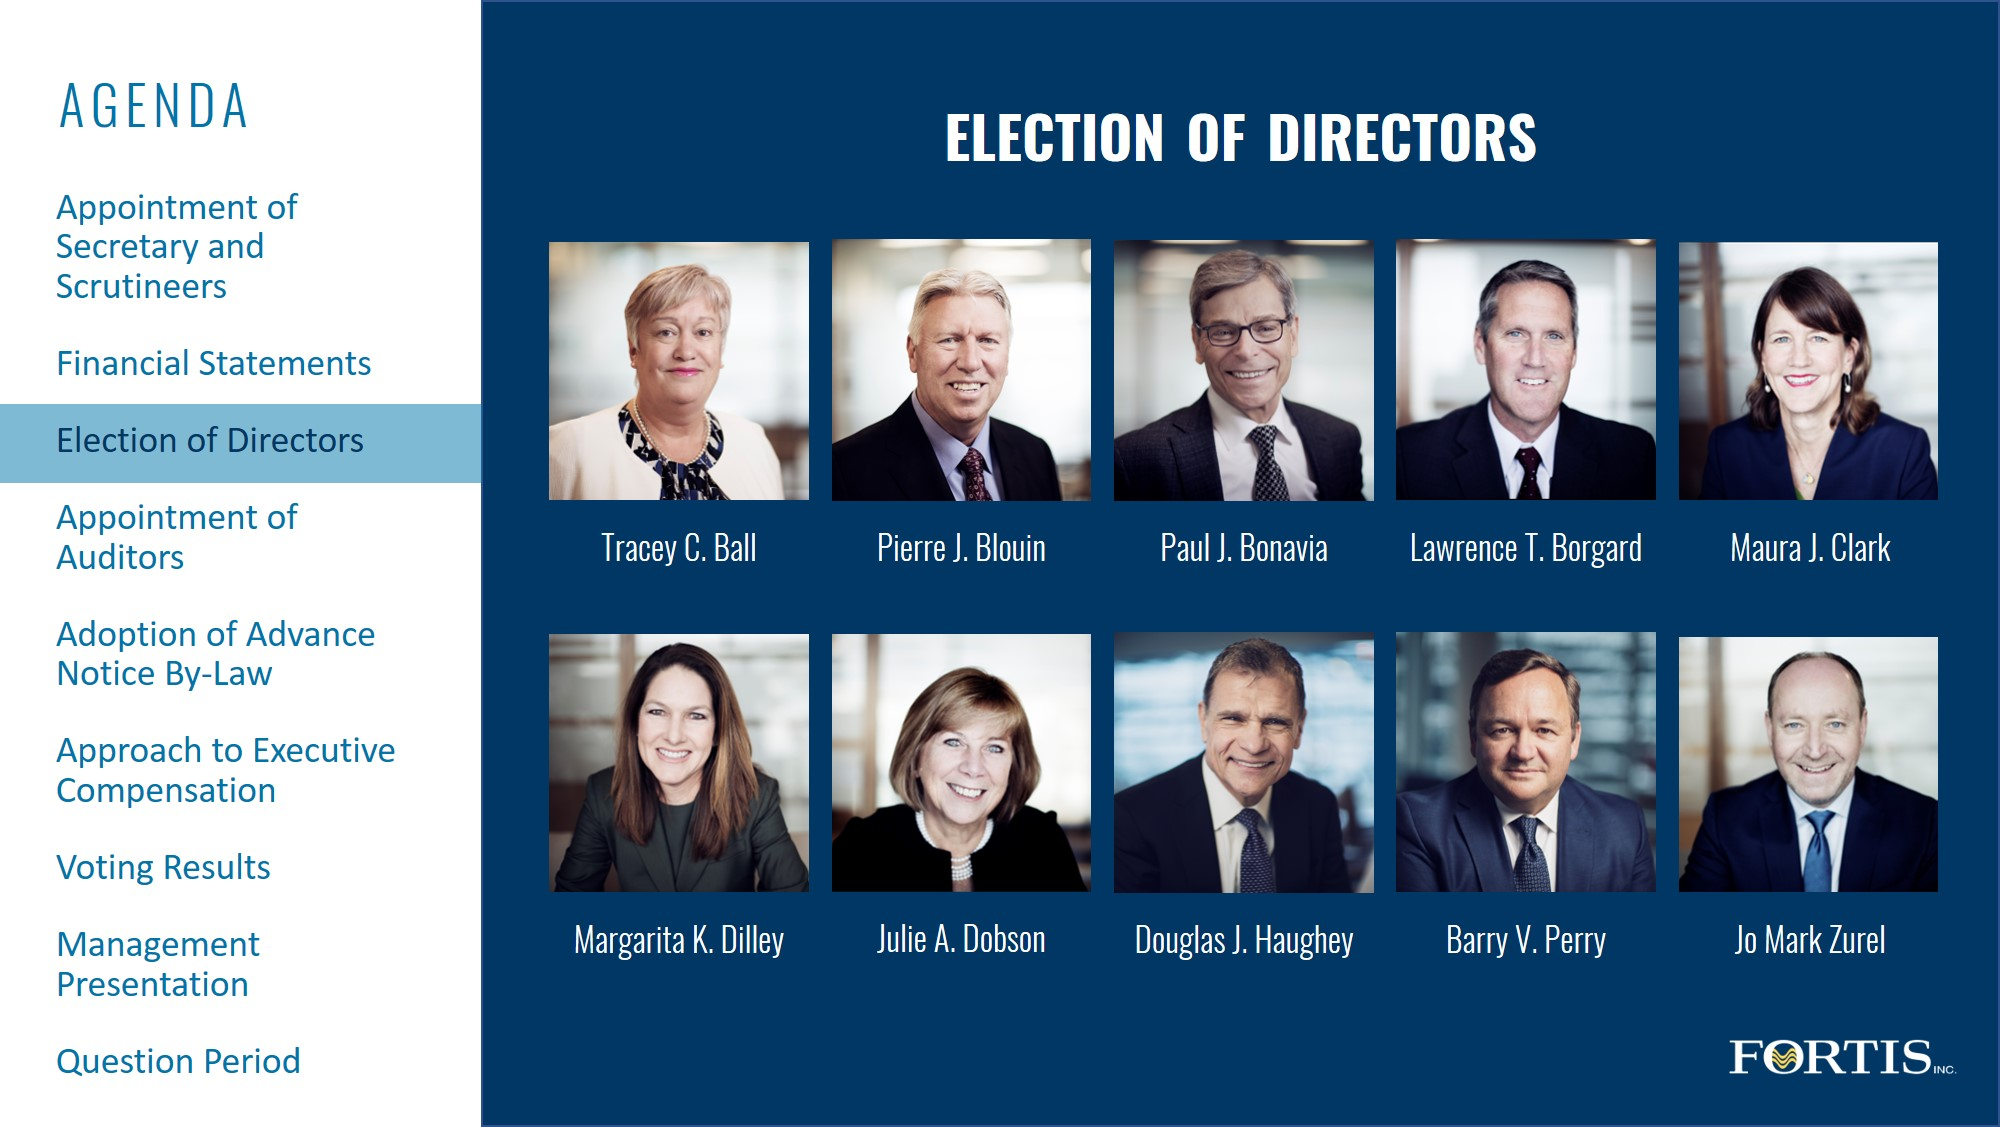 AGENDA
Appointment of
Secretary and
Scrutineers
Financial Statements
Election of Directors
Appointment of
Auditors
Adoption of Advance
Notice By-Law
Approach to Executive
Compensation
Voting Results
Management
Presentation
Question Period
ELECTION OF DIRECTORS
Tracey C. Ball
Pierre J. Blouin
Paul J. Bonavia
Lawrence T. Borgard
Maura J. Clark
Margarita K. Dilley
Julie A. Dobson
Douglas J. Haughey
Barry V. Perry
Jo Mark Zurel
FORTIS INC.